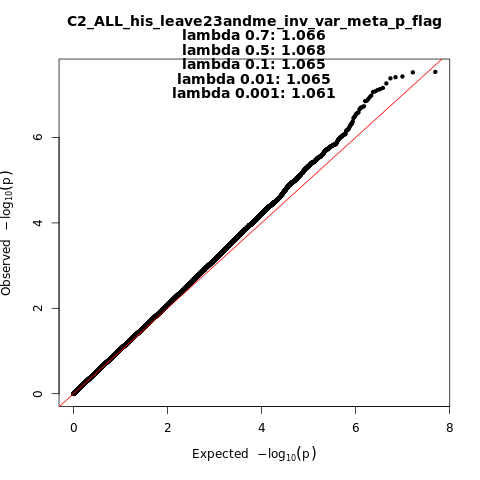 C2_ALL_his_leave23andme_inv_var_meta_p_flag
lambda 0.7: 1.066
lambda 0.5: 1.068
lambda 0.1: 1.065
lambda 0.01: 1.065
lambda 0.001: 1.061
Observed −log10(p)
6
4
2
0
0 2 4 6 8
Expected −log10(p)